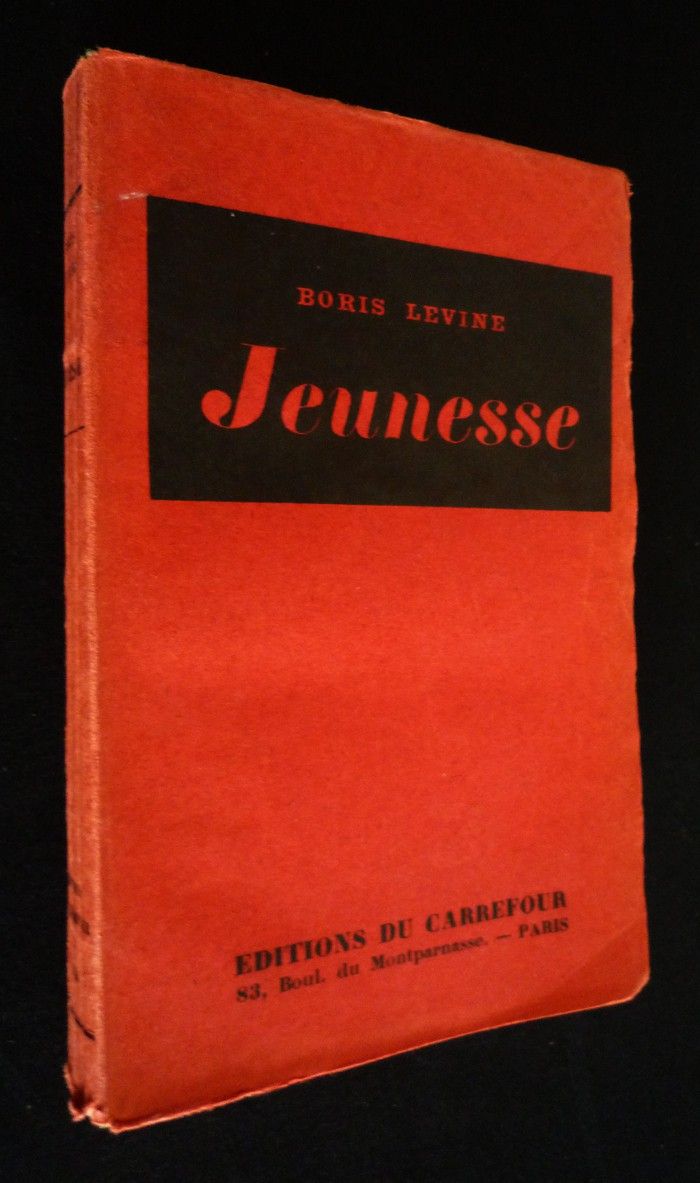 BORIS LEVINE
Jeunesse
EDITIONS DU CARREFOUR
83, Boul. du Montparnasse. — PARIS